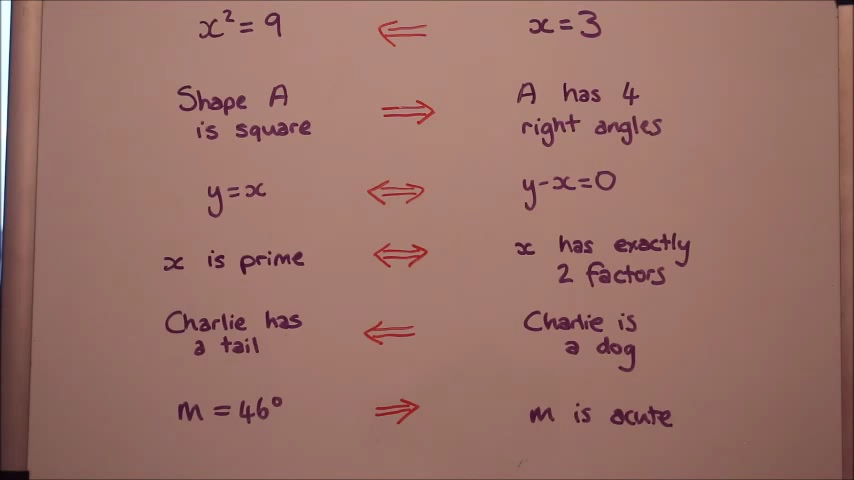 x² = 9 ⇐ x = 3
Shape A ⇒ A has 4
is square right angles
y = x ⇔ y-x=0
x is prime ⇔ x has exactly
2 factors
Charlie has ⇐ Charlie is
a tail a dog
m = 46° ⇒ m is acute